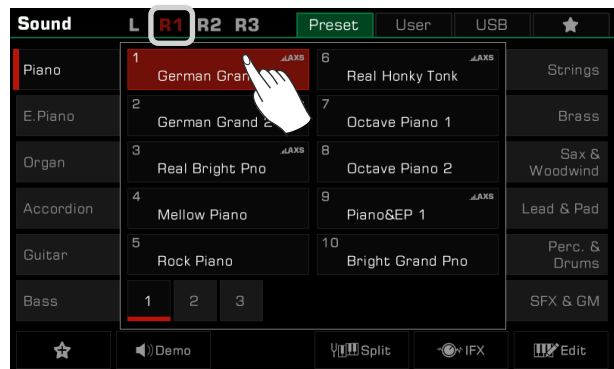 Sound L R1 R2 R3 Preset User USB
Piano
E.Piano
Organ
Accordion
Guitar
Bass
1 AXS
German
2
German Grand 2
3 AXS
Real Bright Pno
4
Mellow Piano
5
Rock Piano
6 AXS
Real Honky Tonk
7
Octave Piano 1
8
Octave Piano 2
9 AXS
Piano&EP 1
10
Bright Grand Pno
1 2 3
Strings
Brass
Sax &
Woodwind
Lead & Pad
Perc. &
Drums
SFX & GM
Demo Split IFX Edit